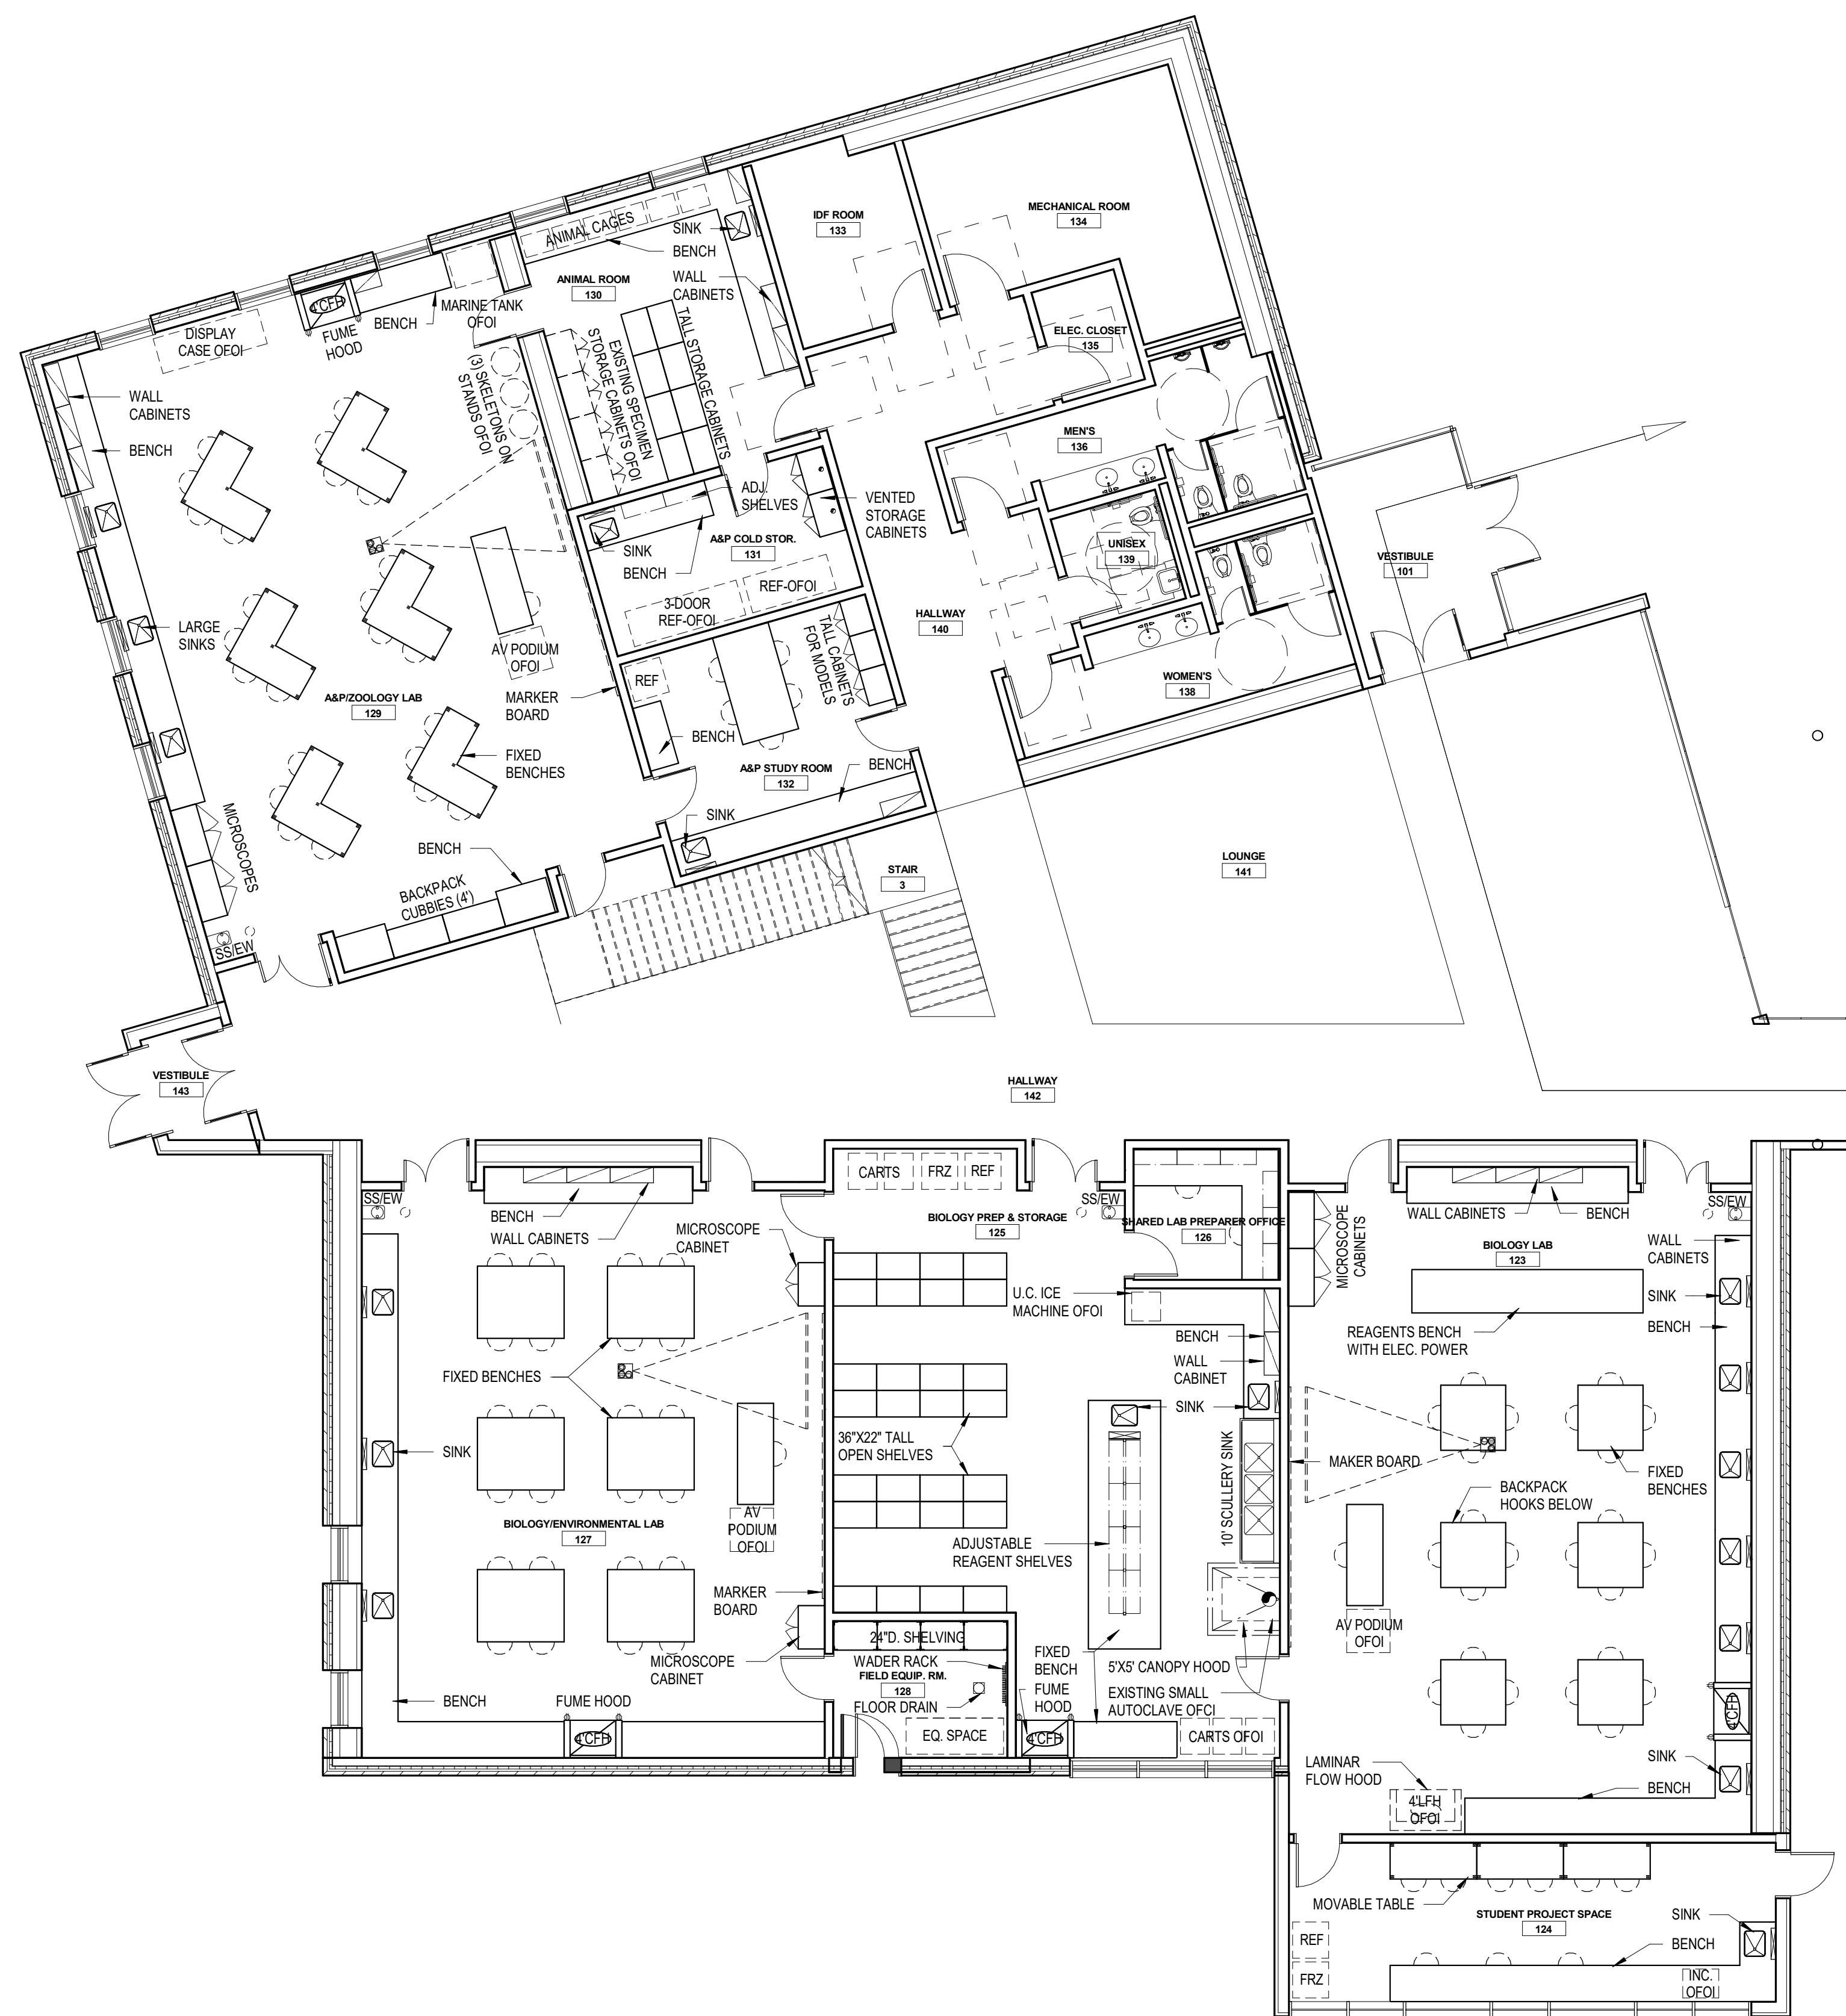 IDF ROOM
133
MECHANICAL ROOM
134
ANIMAL CAGES
SINK
BENCH
ANIMAL ROOM
130
WALL
CABINETS
4'CFH
FUME
HOOD
BENCH
MARINE TANK
OFOI
DISPLAY
CASE OFOI
ELEC. CLOSET
135
(3) SKELETONS ON
STANDS OFOI
EXISTING SPECIMEN
STORAGE CABINETS OFOI
TALL STORAGE CABINETS
WALL
CABINETS
BENCH
MEN'S
136
ADJ.
SHELVES
VENTED
STORAGE
CABINETS
SINK
A&P COLD STOR.
131
BENCH
UNISEX
139
VESTIBULE
101
REF-OFOI
3-DOOR
REF-OFOI
LARGE
SINKS
HALLWAY
140
AV PODIUM
OFOI
TALL CABINETS
FOR MODELS
REF
WOMEN'S
138
A&P/ZOOLOGY LAB
129
MARKER
BOARD
BENCH
FIXED
BENCHES
A&P STUDY ROOM
132
BENCH
SINK
MICROSCOPES
BENCH
BACKPACK
CUBBIES (4')
STAIR
3
LOUNGE
141
SS/EW
VESTIBULE
143
HALLWAY
142
SS/EW
BENCH
WALL CABINETS
MICROSCOPE
CABINET
CARTS
FRZ
REF
BIOLOGY PREP & STORAGE
125
SS/EW
SHARED LAB PREPARER OFFICE
126
MICROSCOPE
CABINETS
WALL CABINETS
BENCH
SS/EW
BIOLOGY LAB
123
WALL
CABINETS
SINK
BENCH
U.C. ICE
MACHINE OFOI
BENCH
WALL
CABINET
REAGENTS BENCH
WITH ELEC. POWER
FIXED BENCHES
SINK
36"X22" TALL
OPEN SHELVES
SINK
10' SCULLERY SINK
MAKER BOARD
BACKPACK
HOOKS BELOW
FIXED
BENCHES
AV
PODIUM
OFOI
BIOLOGY/ENVIRONMENTAL LAB
127
ADJUSTABLE
REAGENT SHELVES
MARKER
BOARD
24"D. SHELVING
AV PODIUM
OFOI
MICROSCOPE
CABINET
WADER RACK
FIELD EQUIP. RM.
128
FLOOR DRAIN
FIXED
BENCH
FUME
HOOD
5'X5' CANOPY HOOD
EXISTING SMALL
AUTOCLAVE OFCI
BENCH
FUME HOOD
4'CFH
EQ. SPACE
4'CFH
CARTS OFOI
4'CFH
LAMINAR
FLOW HOOD
SINK
BENCH
4'LFH
OFOI
MOVABLE TABLE
STUDENT PROJECT SPACE
124
SINK
BENCH
REF
FRZ
INC.
OFOI